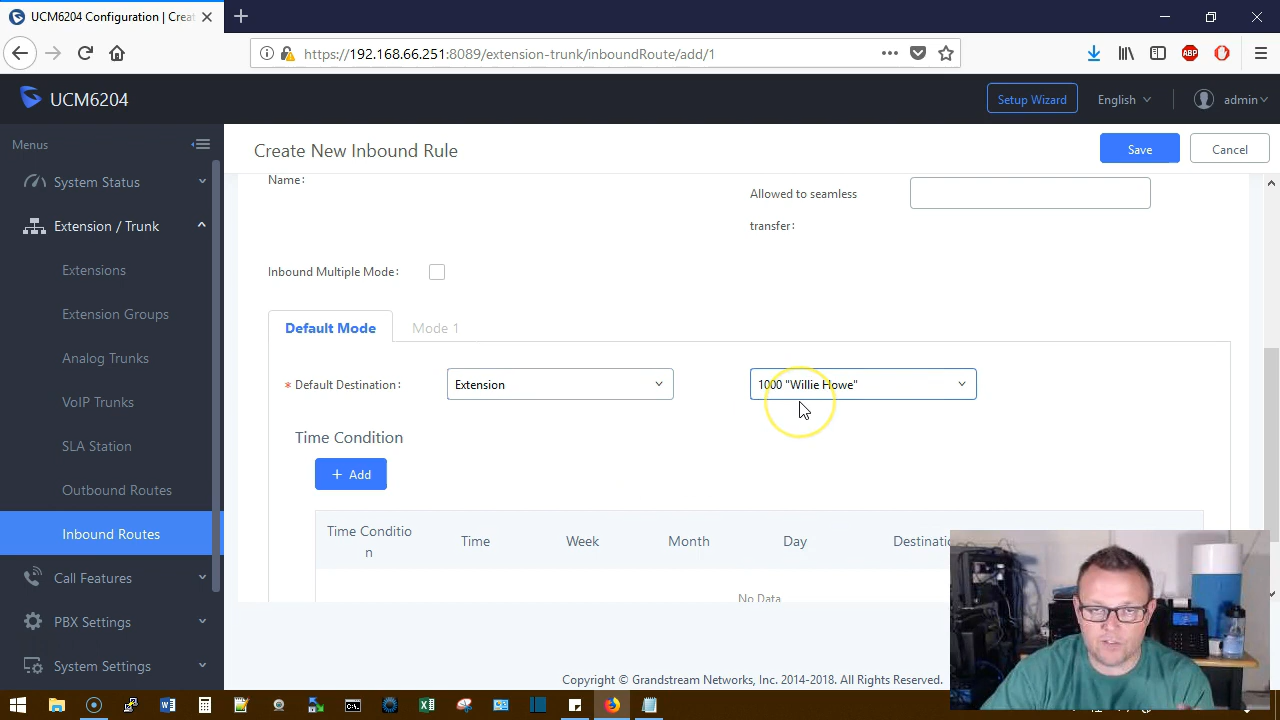 UCM6204 Configuration | Crea
https://192.168.66.251:8089/extension-trunk/inboundRoute/add/1
ABP
UCM6204
Setup Wizard
English
admin
Menus
System Status
Extension / Trunk
Extensions
Extension Groups
Analog Trunks
VoIP Trunks
SLA Station
Outbound Routes
Inbound Routes
Call Features
PBX Settings
System Settings
Create New Inbound Rule
Save
Cancel
Name:
Allowed to seamless
transfer:
Inbound Multiple Mode:
Default Mode
Mode 1
* Default Destination:
Extension
1000 "Willie Howe"
Time Condition
+ Add
Time Conditio
n
Time
Week
Month
Day
Destinatio
No Data
Copyright © Grandstream Networks, Inc. 2014-2018. All Rights Reserved.